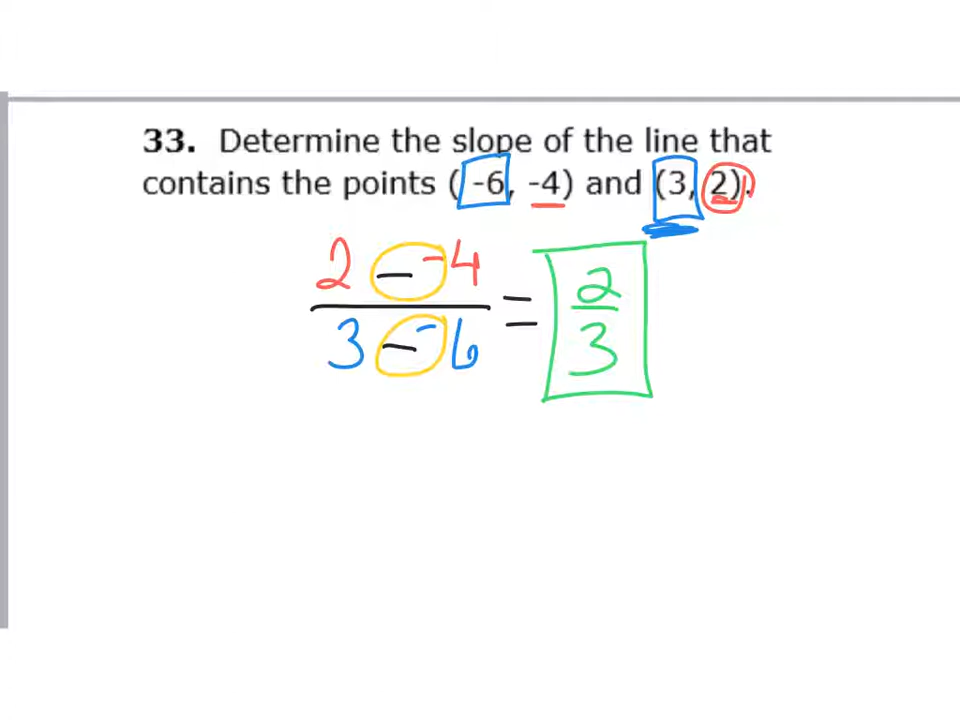 33. Determine the slope of the line that
contains the points ( -6, -4) and (3, 2).
2 - -4
3 - -6
=
2
3